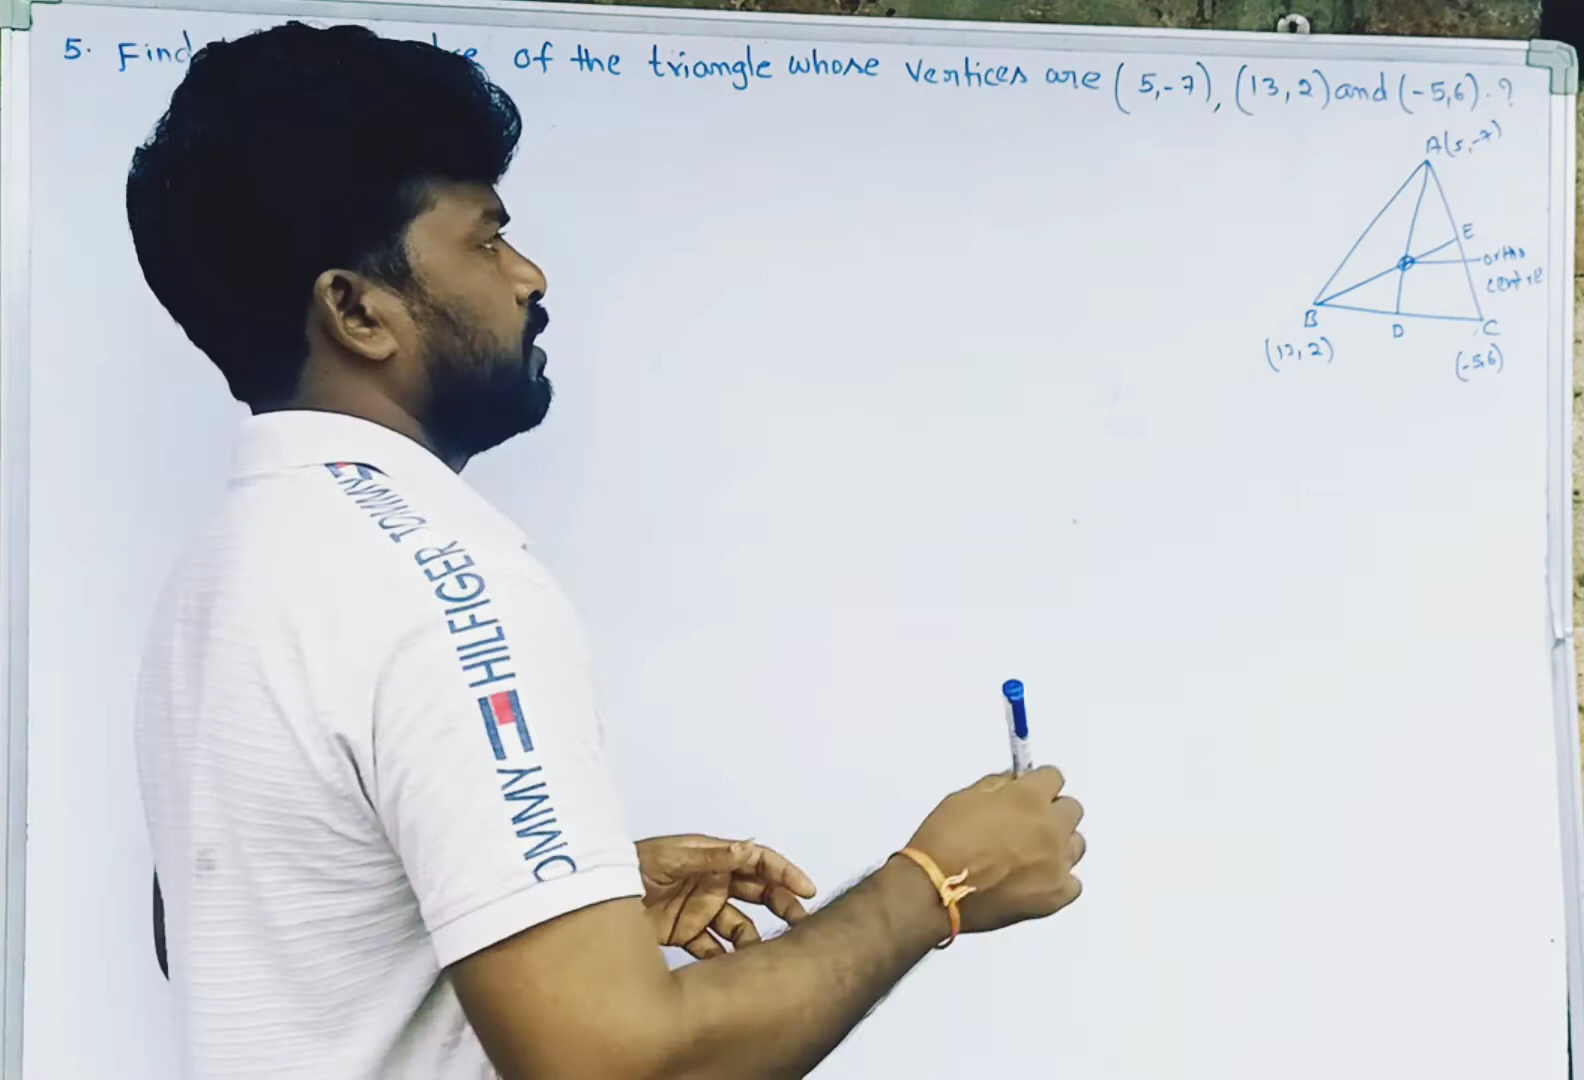 5. Find of the triangle whose vertices are (5,-7), (13,2) and (-5,6).?
A(5,-7)
E
ortho
centre
B
D
C
(13,2)
(-5,6)
TOMMY HILFIGER TOMMY